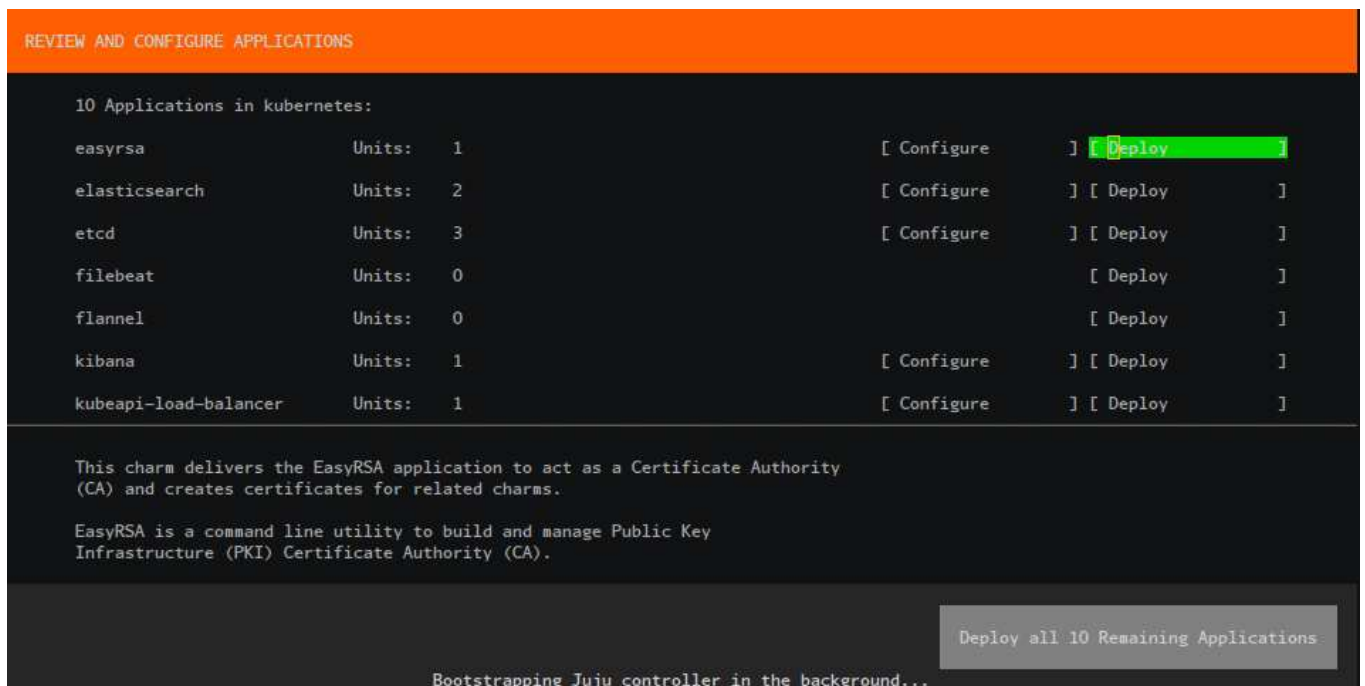 REVIEW AND CONFIGURE APPLICATIONS
10 Applications in kubernetes:
easyrsa Units: 1 [ Configure ] [ Deploy ]
elasticsearch Units: 2 [ Configure ] [ Deploy ]
etcd Units: 3 [ Configure ] [ Deploy ]
filebeat Units: 0 [ Deploy ]
flannel Units: 0 [ Deploy ]
kibana Units: 1 [ Configure ] [ Deploy ]
kubeapi-load-balancer Units: 1 [ Configure ] [ Deploy ]
This charm delivers the EasyRSA application to act as a Certificate Authority
(CA) and creates certificates for related charms.
EasyRSA is a command line utility to build and manage Public Key
Infrastructure (PKI) Certificate Authority (CA).
Deploy all 10 Remaining Applications
Bootstrapping Juju controller in the background...